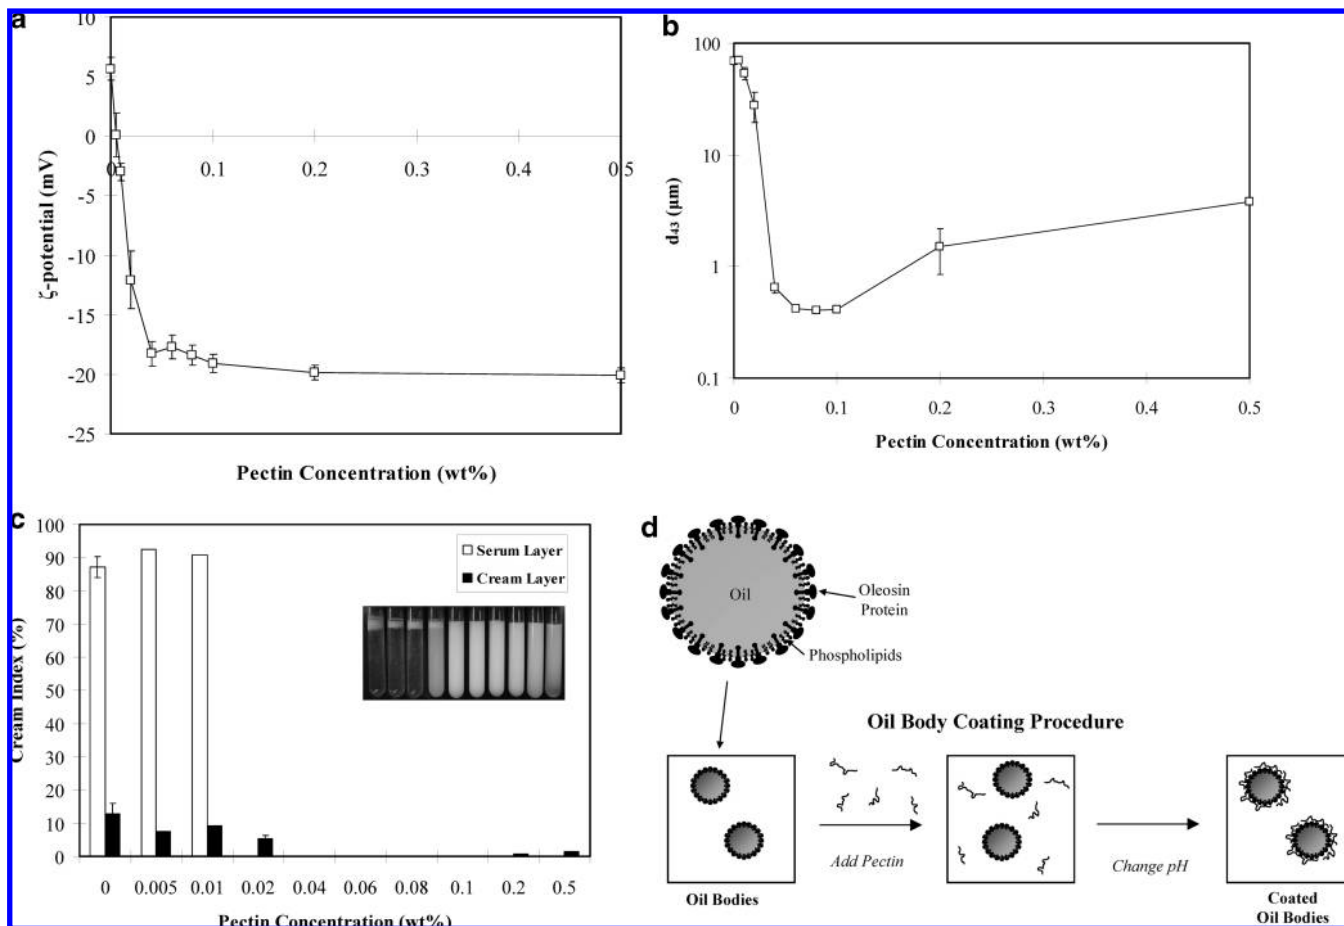 a
10
5
0
-5
-10
-15
-20
-25
0 0.1 0.2 0.3 0.4 0.5
ζ-potential (mV)
Pectin Concentration (wt%)
b
100
10
1
0.1
0 0.1 0.2 0.3 0.4 0.5
d43 (μm)
Pectin Concentration (wt%)
c
100
90
80
70
60
50
40
30
20
10
0
0 0.005 0.01 0.02 0.04 0.06 0.08 0.1 0.2 0.5
Cream Index (%)
Pectin Concentration (wt%)
Serum Layer
Cream Layer
d
Oil
Oleosin
Protein
Phospholipids
Oil Body Coating Procedure
Add Pectin
Change pH
Oil Bodies
Coated
Oil Bodies